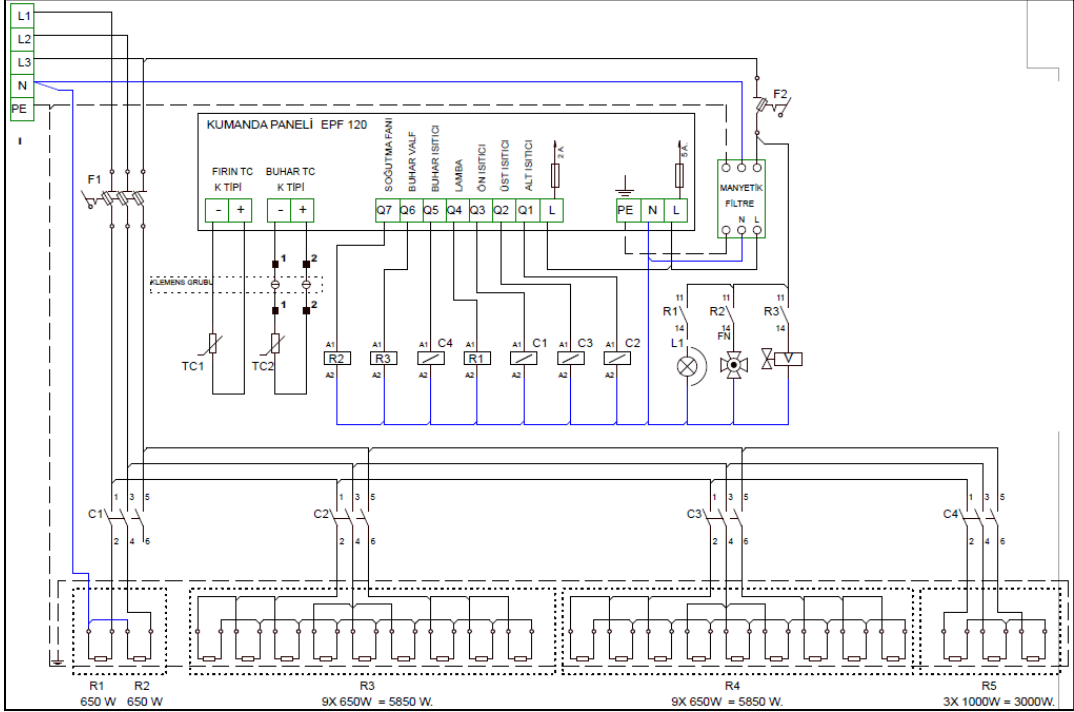 L1
L2
L3
N
PE
I
F1
F2
KUMANDA PANELİ EPF 120
FIRIN TC
K TİPİ
BUHAR TC
K TİPİ
SOĞUTMA FANI
BUHAR VALF
BUHAR ISITICI
LAMBA
ÖN ISITICI
ÜST ISITICI
ALT ISITICI
2 A.
5 A.
- + - + Q7 Q6 Q5 Q4 Q3 Q2 Q1 L PE N L
MANYETİK
FİLTRE
N L
1 2
KLEMENS GRUBU
1 2
TC1 TC2
A1 A1 A1 C4 A1 A1 C1 A1 C3 A1 C2
R2 R3 R1
A2 A2 A2 A2 A2 A2 A2
11 11 11
R1 R2 R3
14 14 14
L1 FN V
1 3 5 1 3 5 1 3 5 1 3 5
C1 C2 C3 C4
2 4 6 2 4 6 2 4 6 2 4 6
R1 R2 R3 R4 R5
650 W 650 W 9X 650W = 5850 W. 9X 650W = 5850 W. 3X 1000W = 3000W.